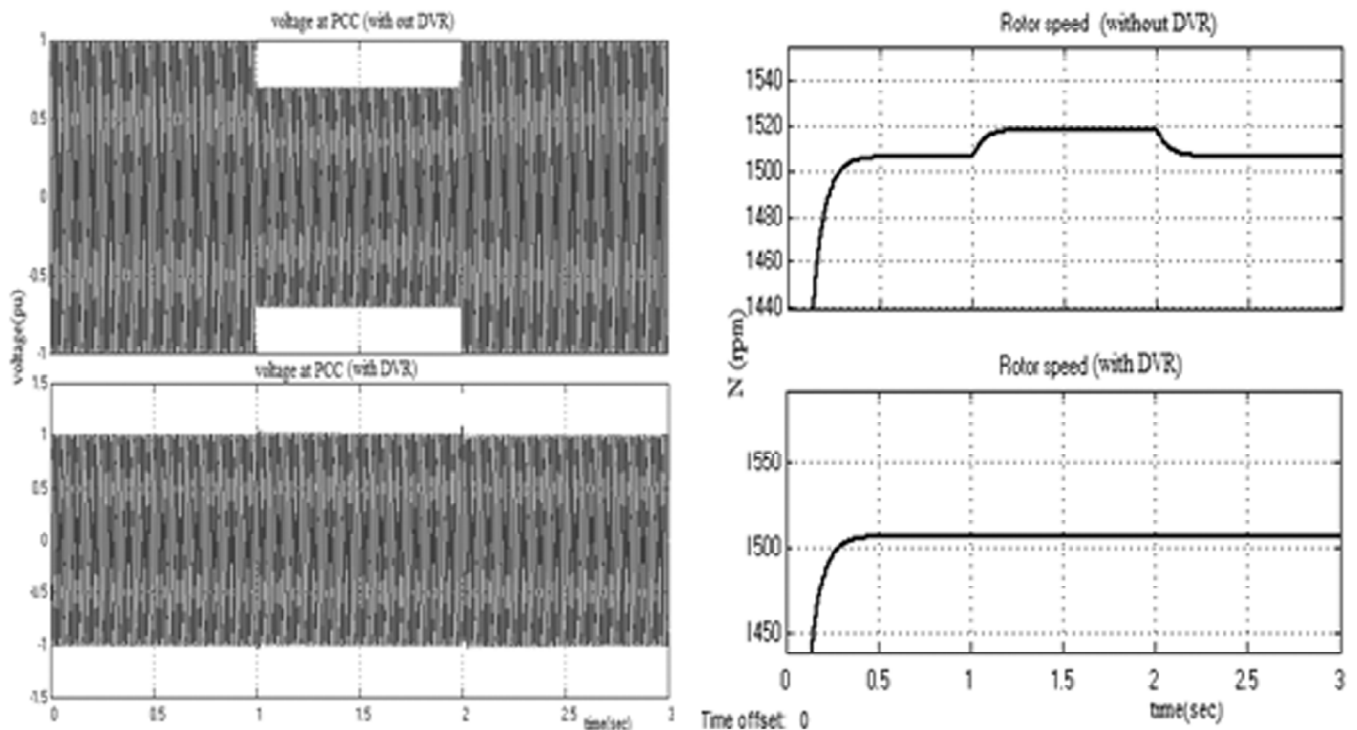 voltage at PCC (with out DVR)
1
0.5
0
-0.5
-1
voltage(pu)
voltage at PCC (with DVR)
1.5
1
0.5
0
-0.5
-1
-1.5
0 0.5 1 1.5 2 2.5 3
time(sec)
Rotor speed (without DVR)
1540
1520
1500
1480
1460
1440
N (rpm)
Rotor speed (with DVR)
1550
1500
1450
0 0.5 1 1.5 2 2.5 3
time(sec)
Time offset: 0